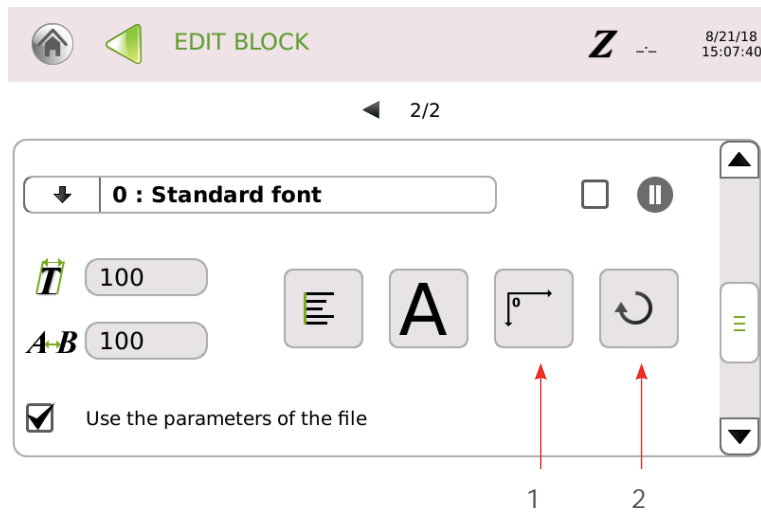 EDIT BLOCK
Z -.-
8/21/18
15:07:40
2/2
0 : Standard font
T 100
A B 100
A
0
Use the parameters of the file
1 2